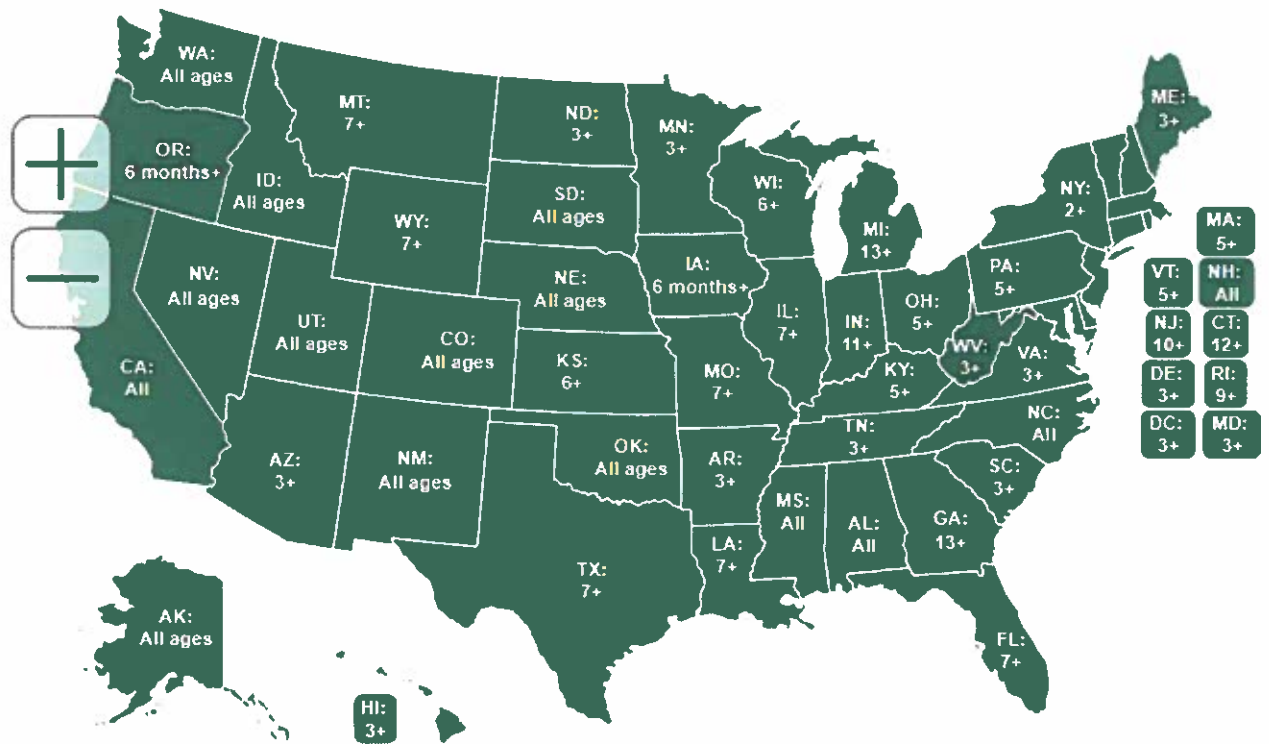 WA:
All ages
MT:
7+
ND:
3+
MN:
3+
ME:
3+
OR:
6 months+
ID:
All ages
WY:
7+
SD:
All ages
WI:
6+
MI:
13+
NY:
2+
MA:
5+
NV:
All ages
UT:
All ages
CO:
All ages
NE:
All ages
IA:
6 months+
IL:
7+
IN:
11+
OH:
5+
PA:
5+
VT:
5+
NH:
All
NJ:
10+
CT:
12+
CA:
All
KS:
6+
MO:
7+
KY:
5+
WV:
3+
VA:
3+
DE:
3+
RI:
9+
DC:
3+
MD:
3+
AZ:
3+
NM:
All ages
OK:
All ages
AR:
3+
TN:
3+
NC:
All
SC:
3+
MS:
All
AL:
All
GA:
13+
TX:
7+
LA:
7+
FL:
7+
AK:
All ages
HI:
3+